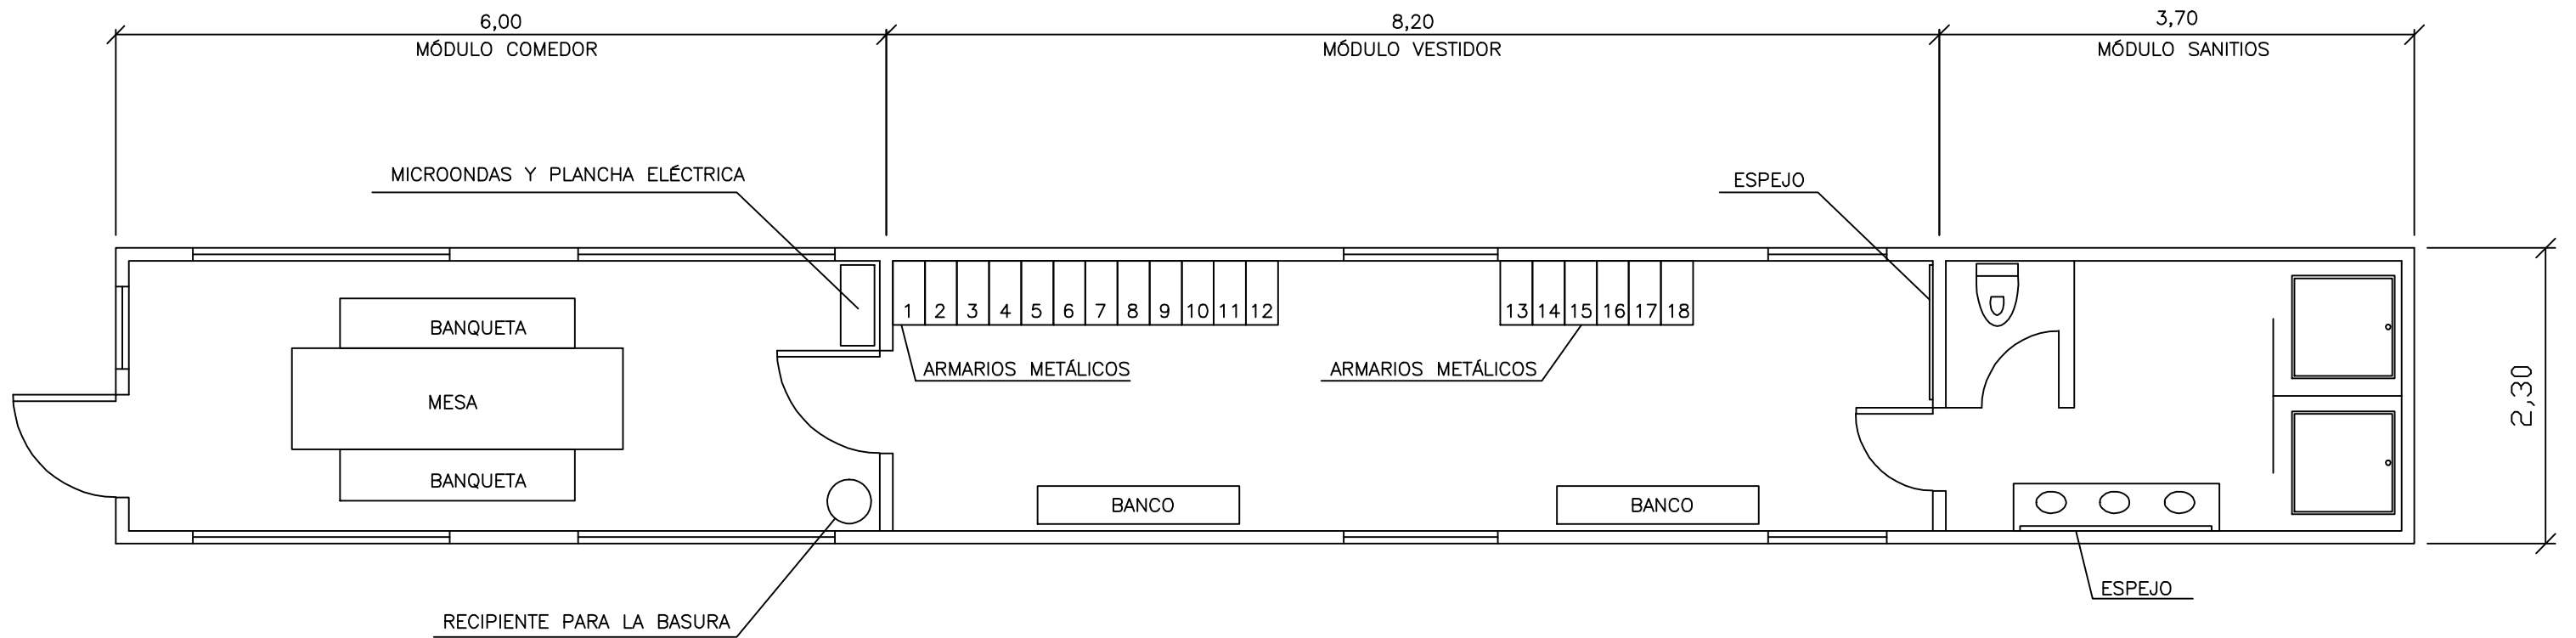 6,00
8,20
3,70
MÓDULO COMEDOR
MÓDULO VESTIDOR
MÓDULO SANITIOS
MICROONDAS Y PLANCHA ELÉCTRICA
ESPEJO
1 2 3 4 5 6 7 8 9 10 11 12
13 14 15 16 17 18
BANQUETA
ARMARIOS METÁLICOS
ARMARIOS METÁLICOS
MESA
2,30
BANQUETA
BANCO
BANCO
ESPEJO
RECIPIENTE PARA LA BASURA